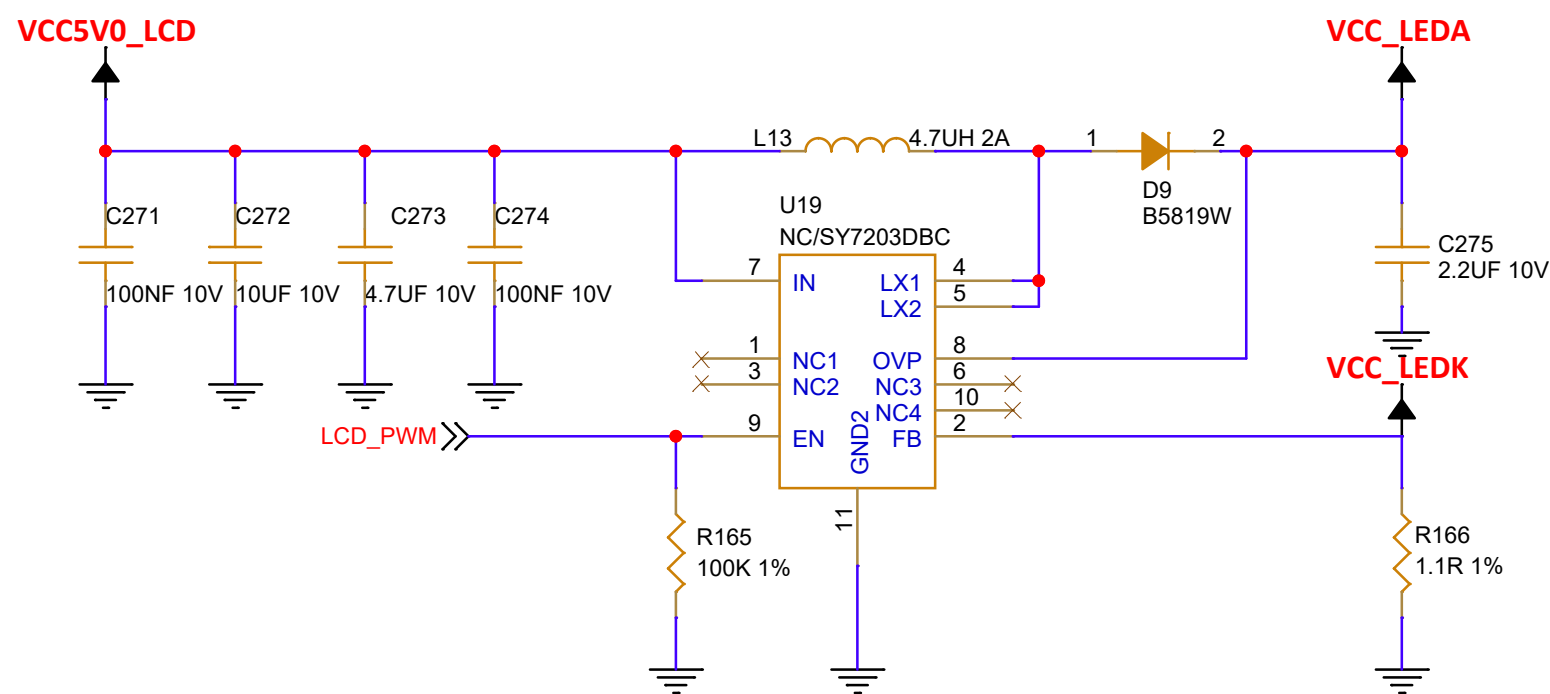 VCC5V0_LCD
VCC_LEDA
L13
4.7UH 2A
1
2
D9
B5819W
U19
NC/SY7203DBC
C271
C272
C273
C274
100NF 10V
10UF 10V
4.7UF 10V
100NF 10V
C275
2.2UF 10V
7
IN
LX1
4
LX2
5
1
NC1
OVP
8
3
NC2
NC3
6
NC4
10
9
EN
GND2
FB
2
11
VCC_LEDK
LCD_PWM
R165
100K 1%
R166
1.1R 1%